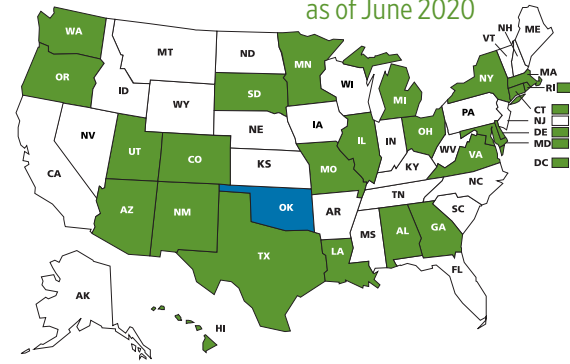 as of June 2020
WA
OR
CA
NV
ID
MT
WY
UT
CO
AZ
NM
ND
SD
NE
KS
OK
TX
MN
IA
MO
AR
LA
WI
IL
MS
MI
IN
KY
TN
AL
OH
WV
VA
NC
SC
GA
FL
PA
NY
VT
NH
ME
MA
RI
CT
NJ
DE
MD
DC
AK
HI